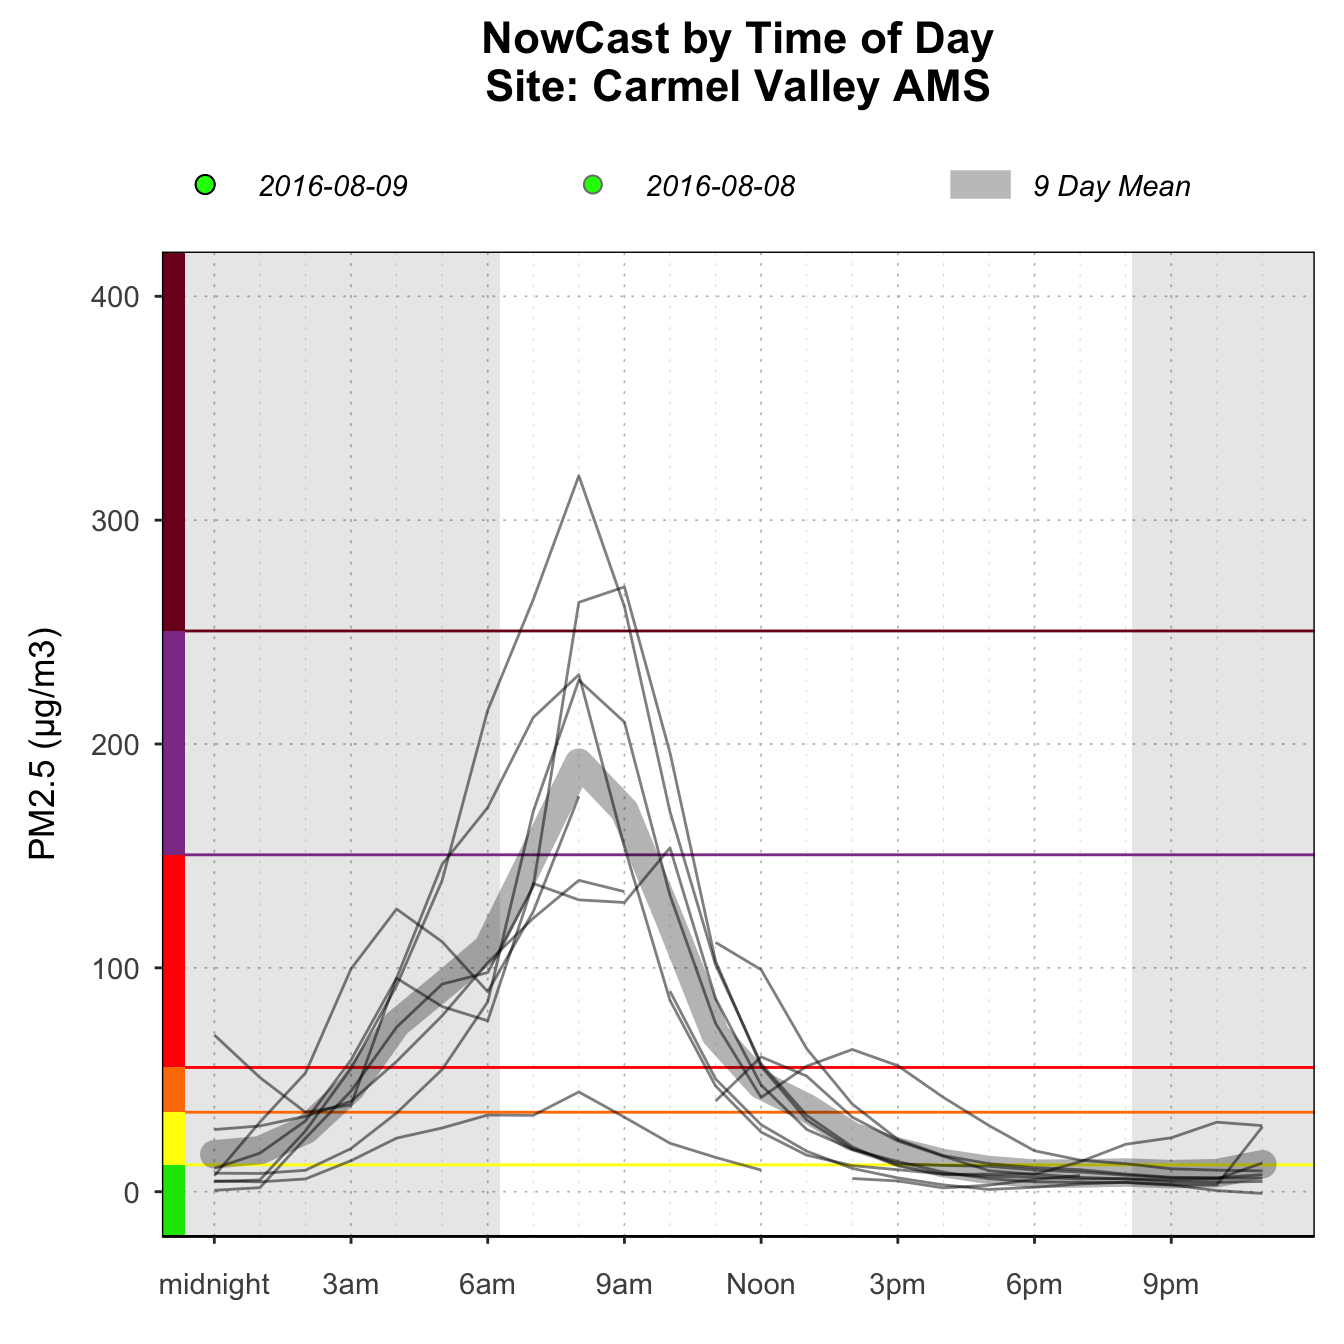 NowCast by Time of Day
Site: Carmel Valley AMS
2016-08-09
2016-08-08
9 Day Mean
PM2.5 (μg/m3)
400
300
200
100
0
midnight
3am
6am
9am
Noon
3pm
6pm
9pm